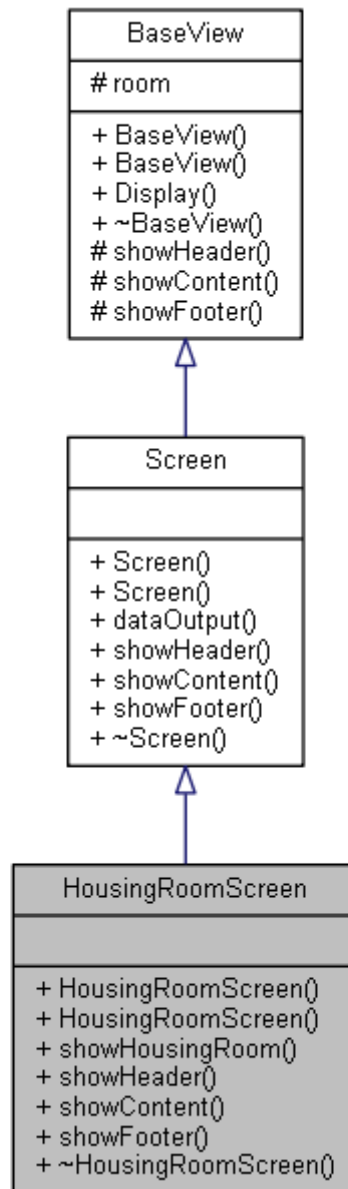 BaseView
# room
+ BaseView()
+ BaseView()
+ Display()
+ ~BaseView()
# showHeader()
# showContent()
# showFooter()
Screen
+ Screen()
+ Screen()
+ dataOutput()
+ showHeader()
+ showContent()
+ showFooter()
+ ~Screen()
HousingRoomScreen
+ HousingRoomScreen()
+ HousingRoomScreen()
+ showHousingRoom()
+ showHeader()
+ showContent()
+ showFooter()
+ ~HousingRoomScreen()